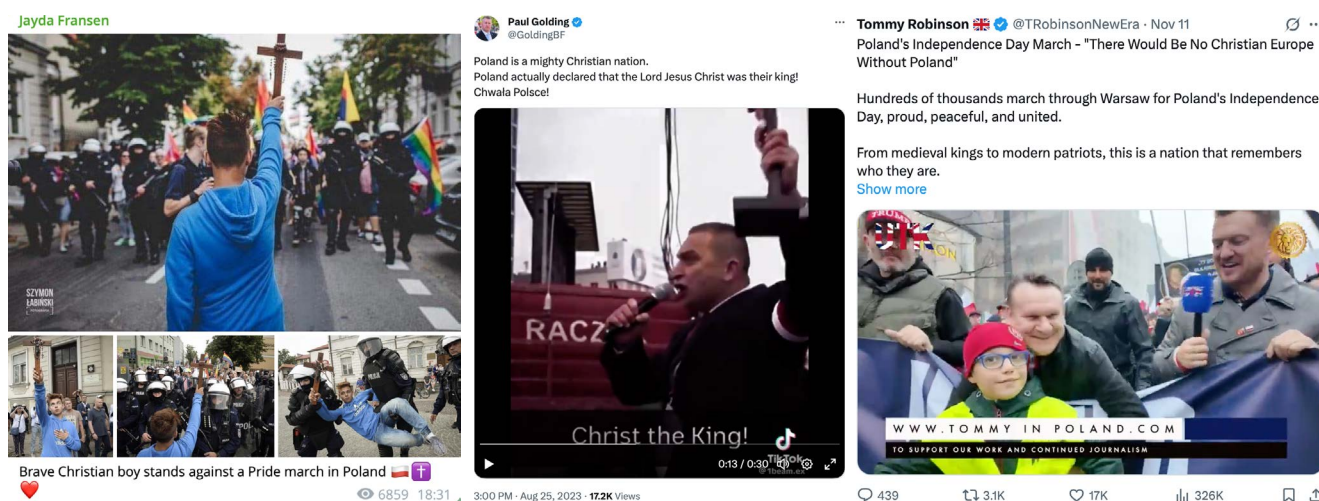 Jayda Fransen
SZYMON
ŁABIŃSKI
Brave Christian boy stands against a Pride march in Poland 🇵🇱✝️
❤️
6859 18:31
Paul Golding
@GoldingBF
Poland is a mighty Christian nation.
Poland actually declared that the Lord Jesus Christ was their king!
Chwała Polsce!
RACZ
Christ the King!
0:13 / 0:30
TikTok
3:00 PM · Aug 25, 2023 · 17.2K Views
Tommy Robinson 🇬🇧 @TRobinsonNewEra · Nov 11
Poland's Independence Day March - "There Would Be No Christian Europe
Without Poland"
Hundreds of thousands march through Warsaw for Poland's Independence
Day, proud, peaceful, and united.
From medieval kings to modern patriots, this is a nation that remembers
who they are.
Show more
TRUMP
WWW.TOMMY IN POLAND.COM
TO SUPPORT OUR WORK AND CONTINUED JOURNALISM
439 3.1K 17K 326K